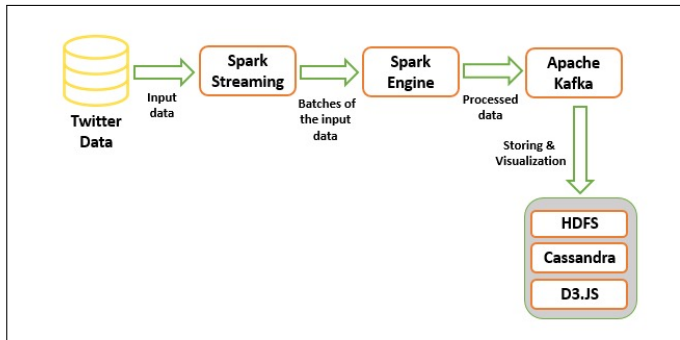 Twitter
Data
Input
data
Spark
Streaming
Batches of
the input
data
Spark
Engine
Processed
data
Apache
Kafka
Storing &
Visualization
HDFS
Cassandra
D3.JS